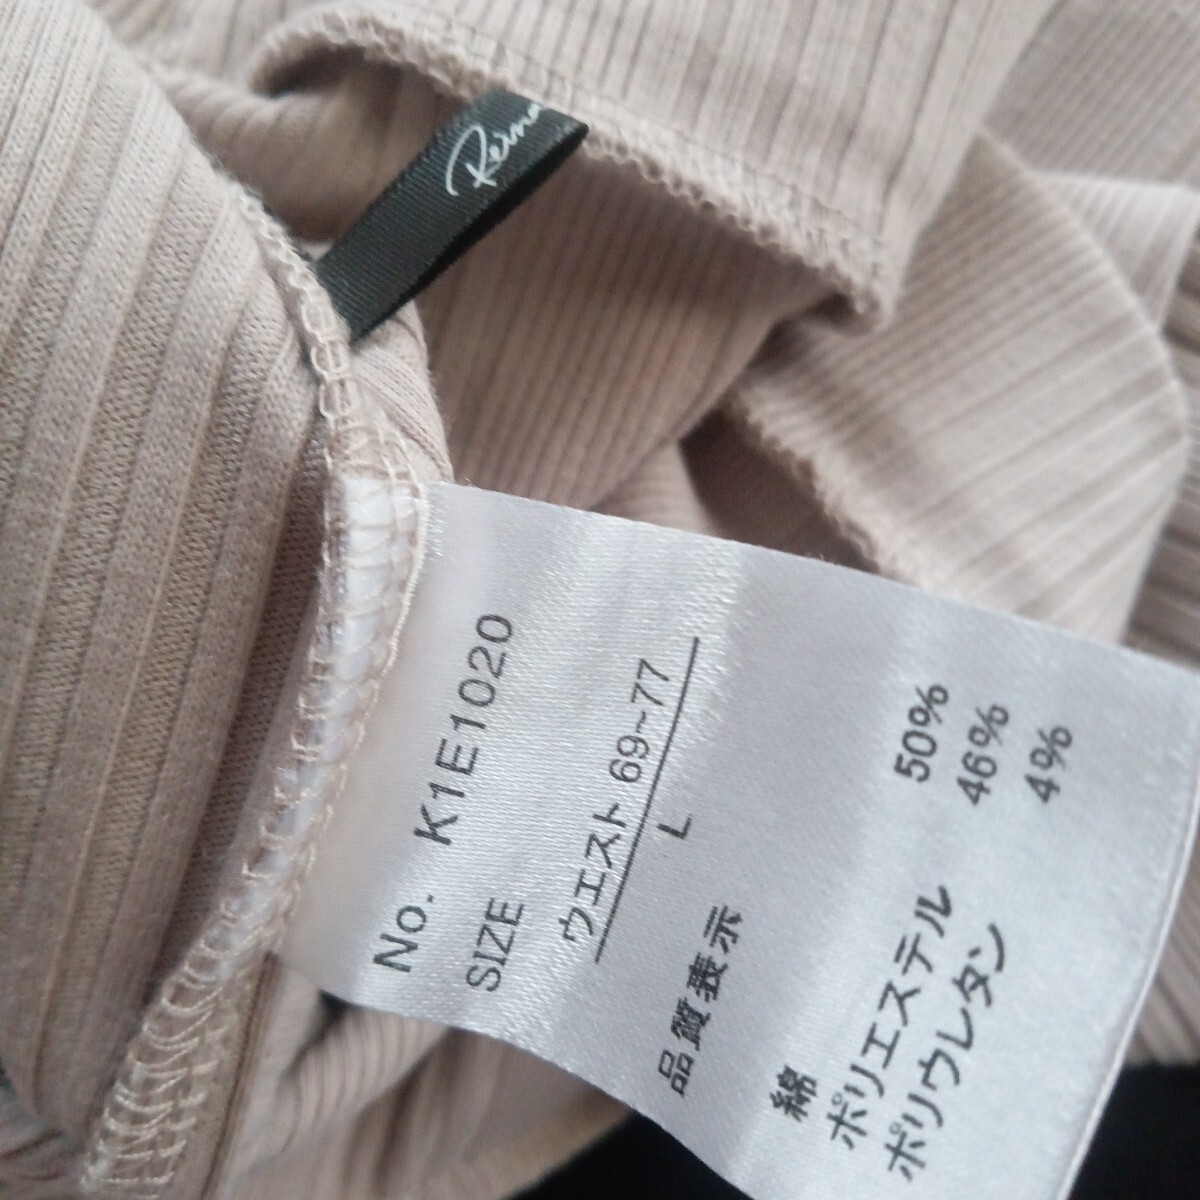 No. K1E1020
SIZE
ウエスト 69~77
L
品質表示
綿 50%
ポリエステル 46%
ポリウレタン 4%